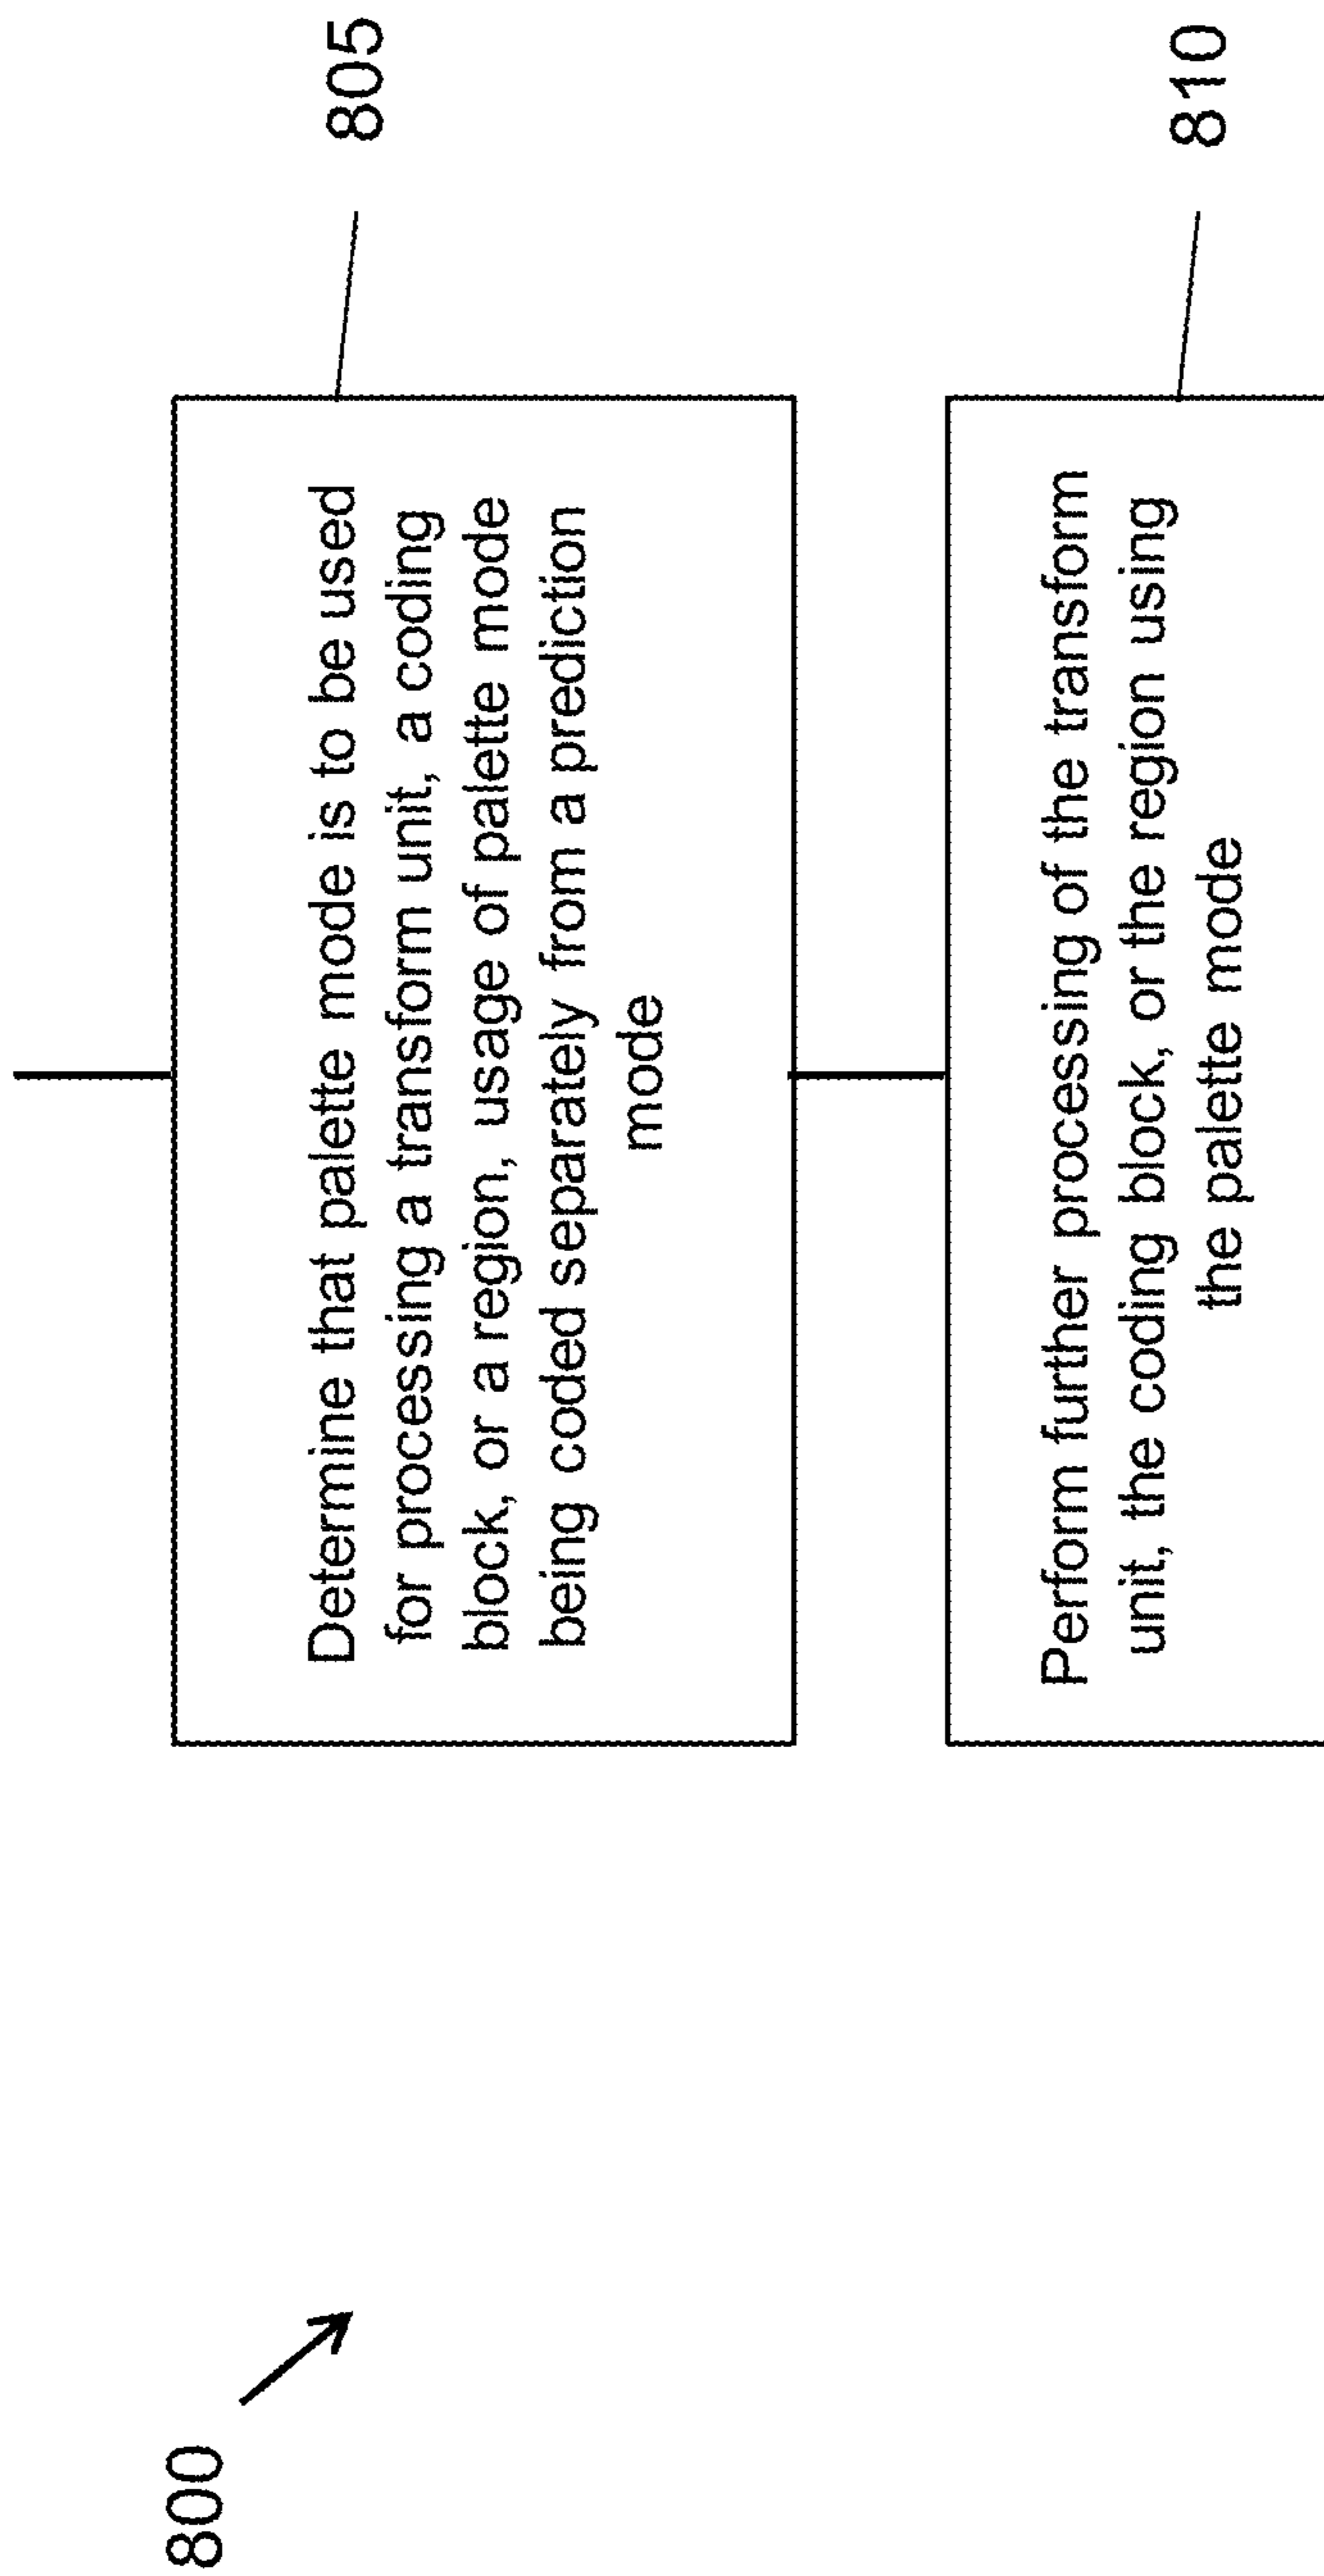 800
Determine that palette mode is to be used
for processing a transform unit, a coding
block, or a region, usage of palette mode
being coded separately from a prediction
mode
805
Perform further processing of the transform
unit, the coding block, or the region using
the palette mode
810